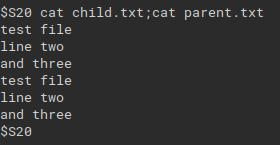 $S20 cat child.txt;cat parent.txt
test file
line two
and three
test file
line two
and three
$S20